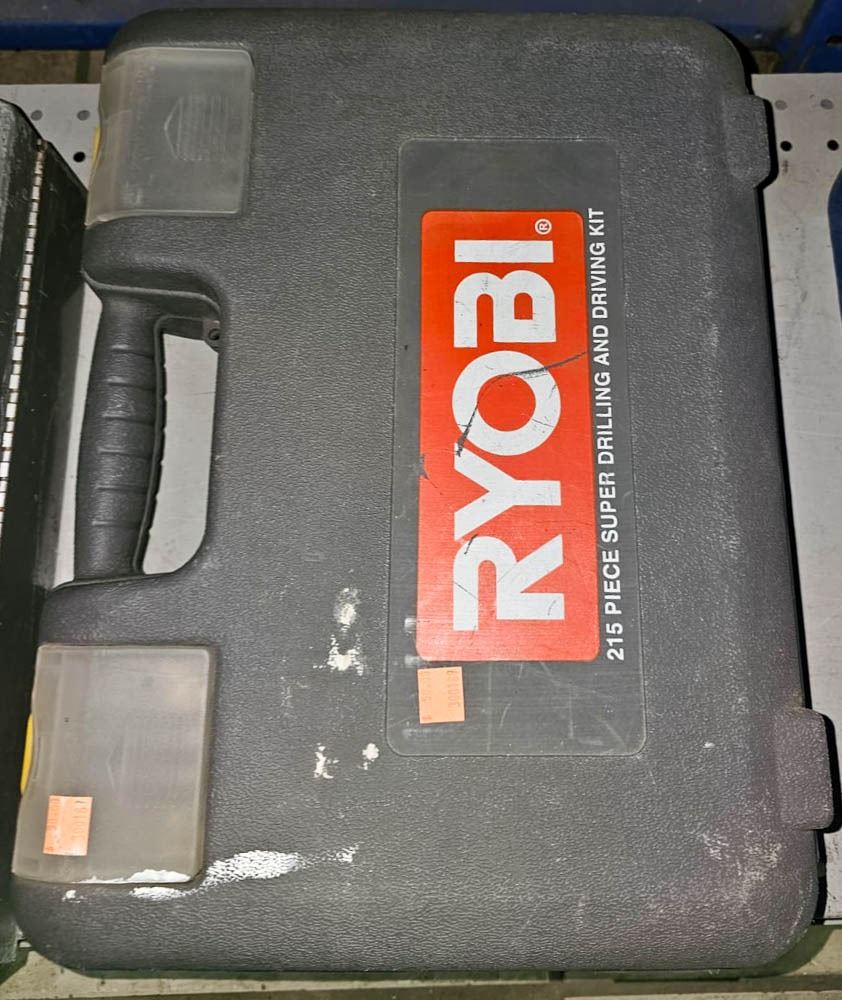 RYOBI®
215 PIECE SUPER DRILLING AND DRIVING KIT